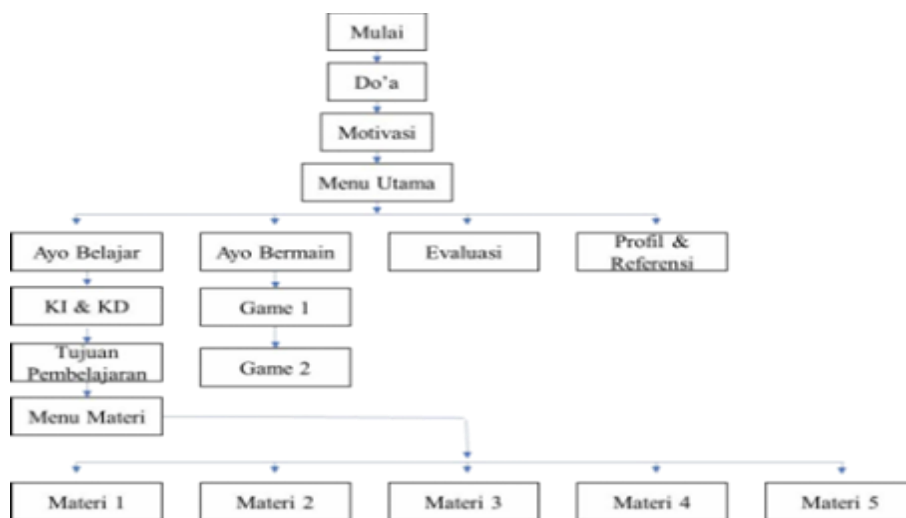 Mulai
Do'a
Motivasi
Menu Utama
Ayo Belajar
Ayo Bermain
Evaluasi
Profil &
Referensi
KI & KD
Game 1
Tujuan
Pembelajaran
Game 2
Menu Materi
Materi 1
Materi 2
Materi 3
Materi 4
Materi 5